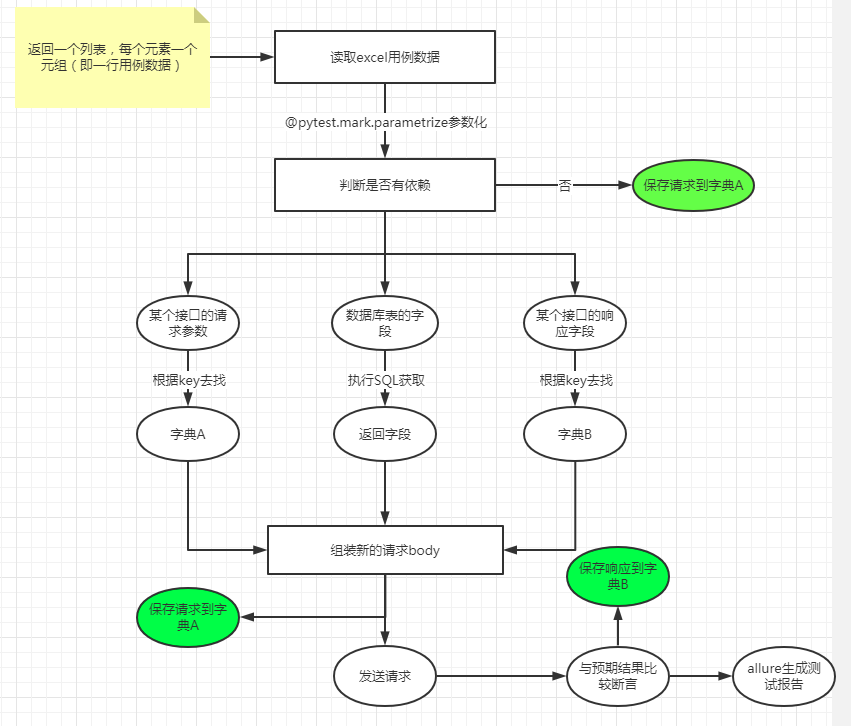 返回一个列表，每个元素一个
元组（即一行用例数据）
读取excel用例数据
@pytest.mark.parametrize参数化
判断是否有依赖
否
保存请求到字典A
某个接口的请
求参数
数据库表的字
段
某个接口的响
应字段
根据key去找
执行SQL获取
根据key去找
字典A
返回字段
字典B
组装新的请求body
保存响应到字
典B
保存请求到字
典A
发送请求
与预期结果比
较断言
allure生成测
试报告